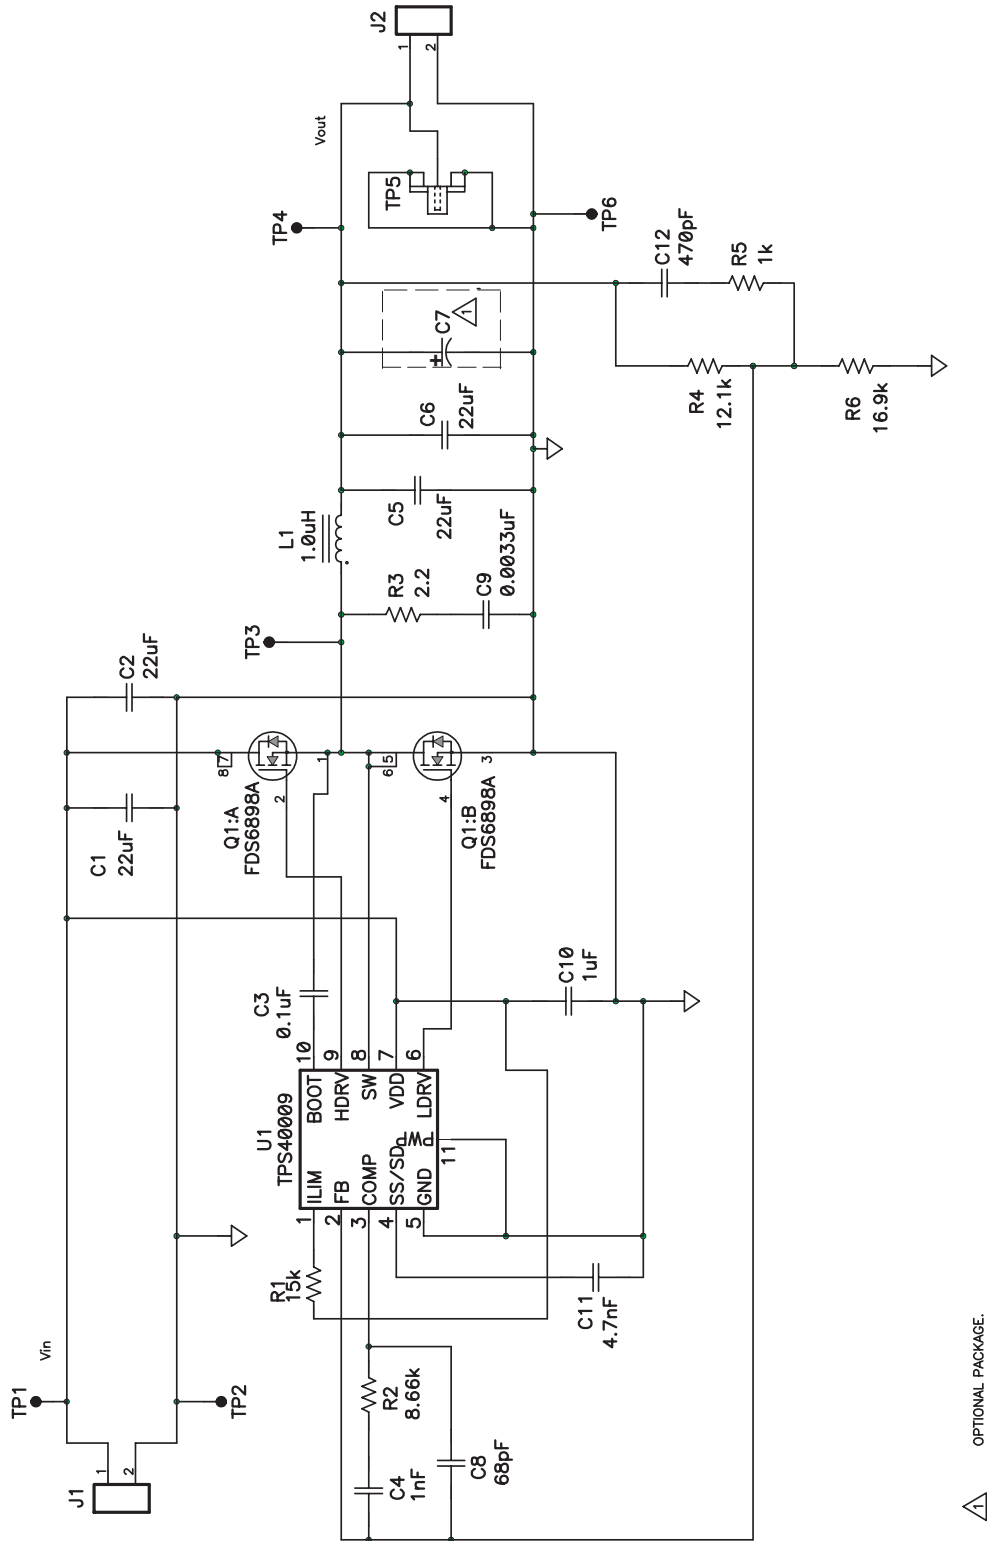 J1
1
2
TP1
TP2
Vin
C1
22uF
C2
22uF
Q1:A
FDS6898A
8
7
2
1
TP3
L1
1.0uH
TP4
Vout
J2
1
2
TP5
TP6
R3
2.2
C9
0.0033uF
C5
22uF
C6
22uF
+
C7
1
U1
TPS40009
1
ILIM
2
FB
3
COMP
4
SS/SD
5
GND
BOOT
10
HDRV
9
SW
8
VDD
7
LDRV
6
PWP
11
C3
0.1uF
6
5
4
3
Q1:B
FDS6898A
R1
15k
R2
8.66k
C4
1nF
C8
68pF
C11
4.7nF
C10
1uF
C12
470pF
R5
1k
R4
12.1k
R6
16.9k
1
OPTIONAL PACKAGE.